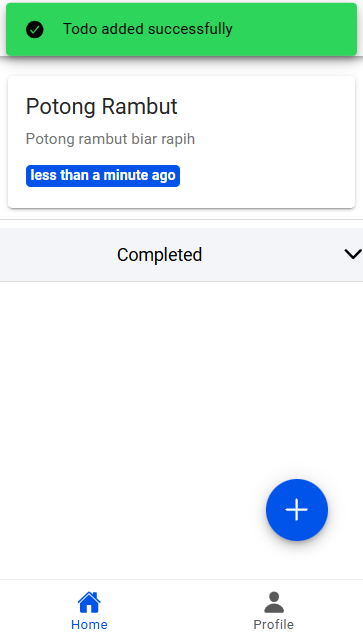 Todo added successfully
Potong Rambut
Potong rambut biar rapih
less than a minute ago
Completed
Home
Profile